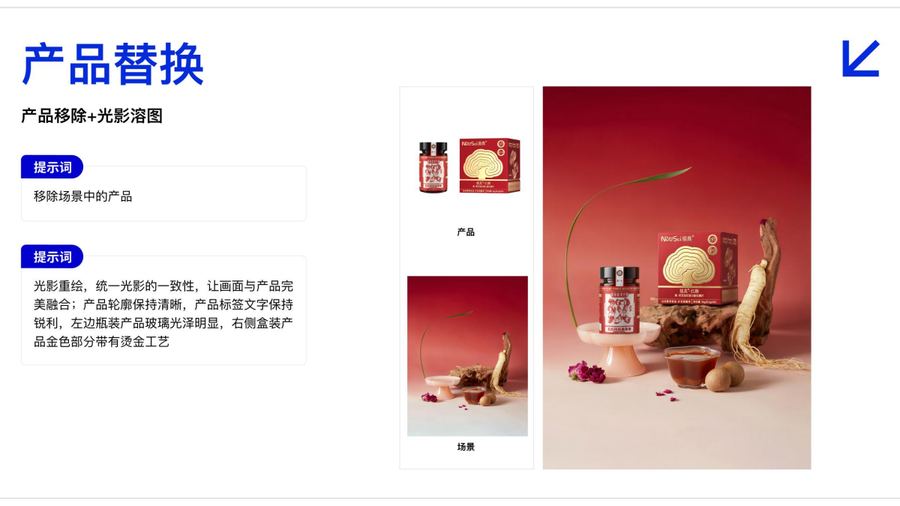 产品替换
产品移除+光影溶图
提示词
移除场景中的产品
提示词
光影重绘，统一光影的一致性，让画面与产品完
美融合；产品轮廓保持清晰，产品标签文字保持
锐利，左边瓶装产品玻璃光泽明显，右侧盒装产
品金色部分带有烫金工艺
产品
场景